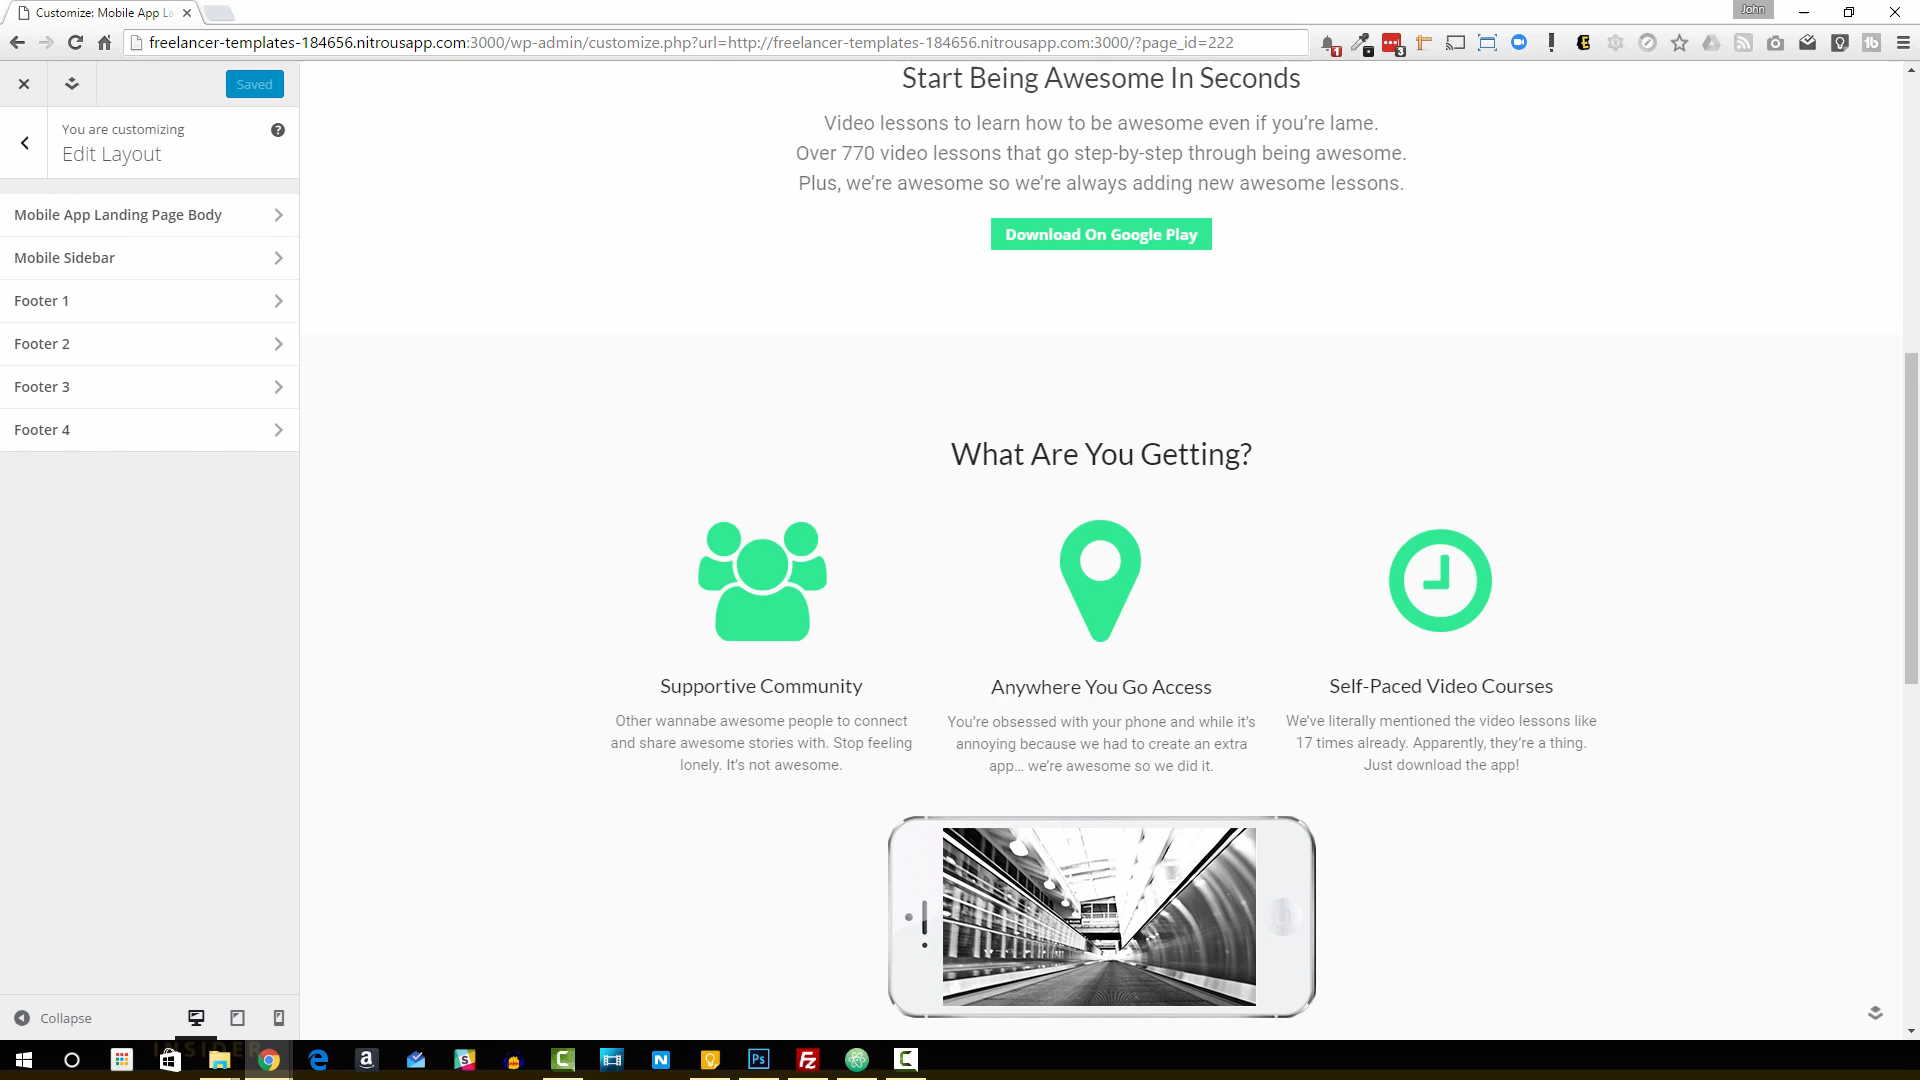 Customize: Mobile App La
John
freelancer-templates-184656.nitrousapp.com:3000/wp-admin/customize.php?url=http://freelancer-templates-184656.nitrousapp.com:3000/?page_id=222
1
3
1b
Saved
You are customizing
Edit Layout
Mobile App Landing Page Body
Mobile Sidebar
Footer 1
Footer 2
Footer 3
Footer 4
Collapse
Start Being Awesome In Seconds
Video lessons to learn how to be awesome even if you’re lame.
Over 770 video lessons that go step-by-step through being awesome.
Plus, we’re awesome so we’re always adding new awesome lessons.
Download On Google Play
What Are You Getting?
Supportive Community
Other wannabe awesome people to connect
and share awesome stories with. Stop feeling
lonely. It’s not awesome.
Anywhere You Go Access
You’re obsessed with your phone and while it’s
annoying because we had to create an extra
app... we’re awesome so we did it.
Self-Paced Video Courses
We’ve literally mentioned the video lessons like
17 times already. Apparently, they’re a thing.
Just download the app!
INSIDER
Ps
Fz